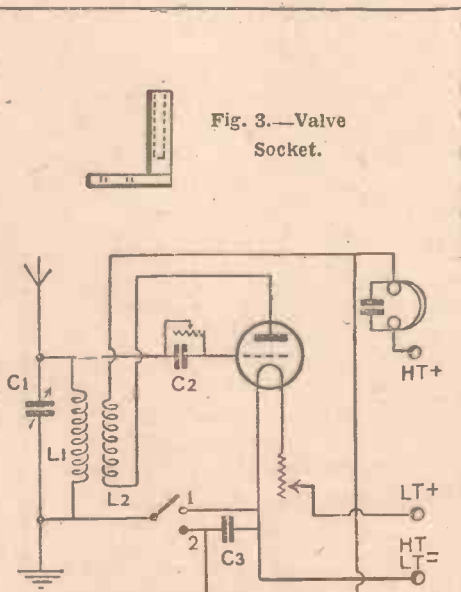 Fig. 3.—Valve
Socket.
C1
L1
L2
C2
1
2
C3
HT+
LT+
HT
LT=